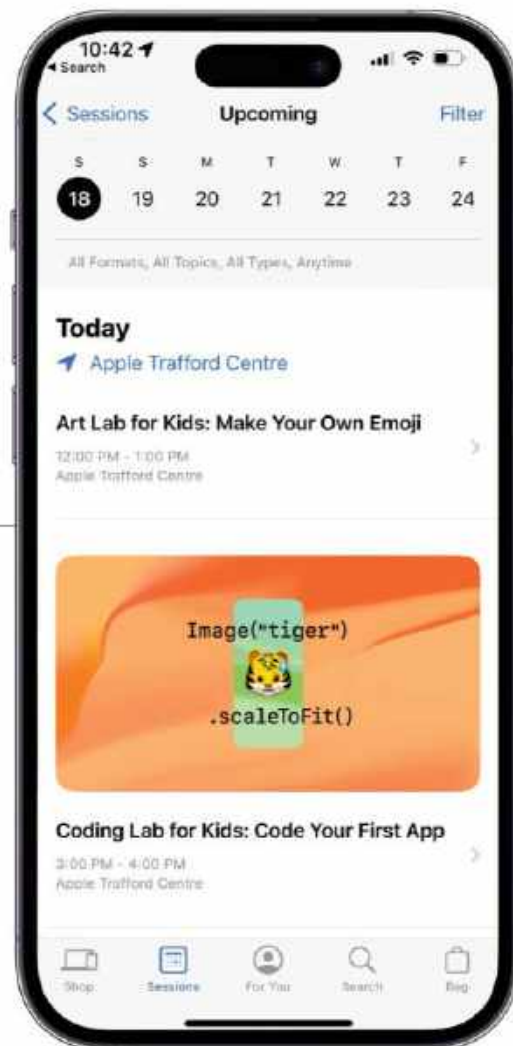 10:42
Search
Sessions Upcoming Filter
S S M T W T F
18 19 20 21 22 23 24
All Formats, All Topics, All Types, Anytime
Today
Apple Trafford Centre
Art Lab for Kids: Make Your Own Emoji
12:00 PM - 1:00 PM
Apple Trafford Centre
Image("tiger")
.scaleToFit()
Coding Lab for Kids: Code Your First App
3:00 PM - 4:00 PM
Apple Trafford Centre
Shop Sessions For You Search Bag